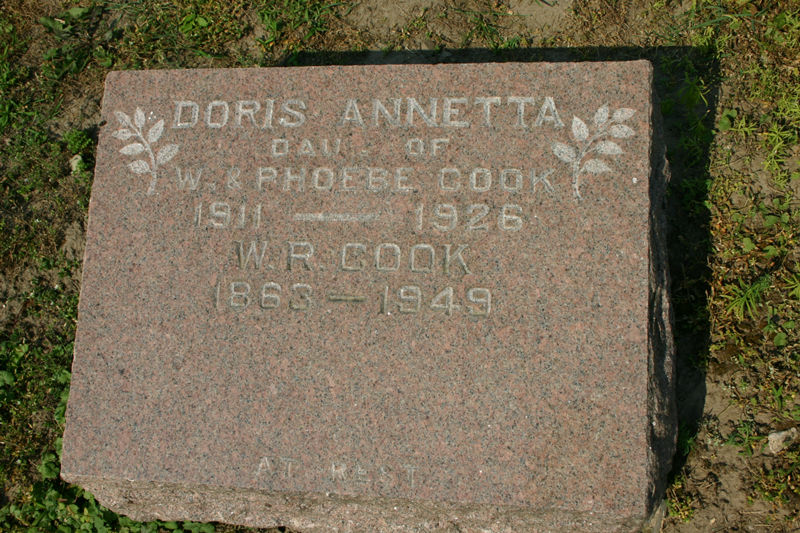 DORIS ANNETTA
DAU. OF
W. & PHOEBE COOK
1911 — 1926
W. R. COOK
1863 — 1949
AT REST